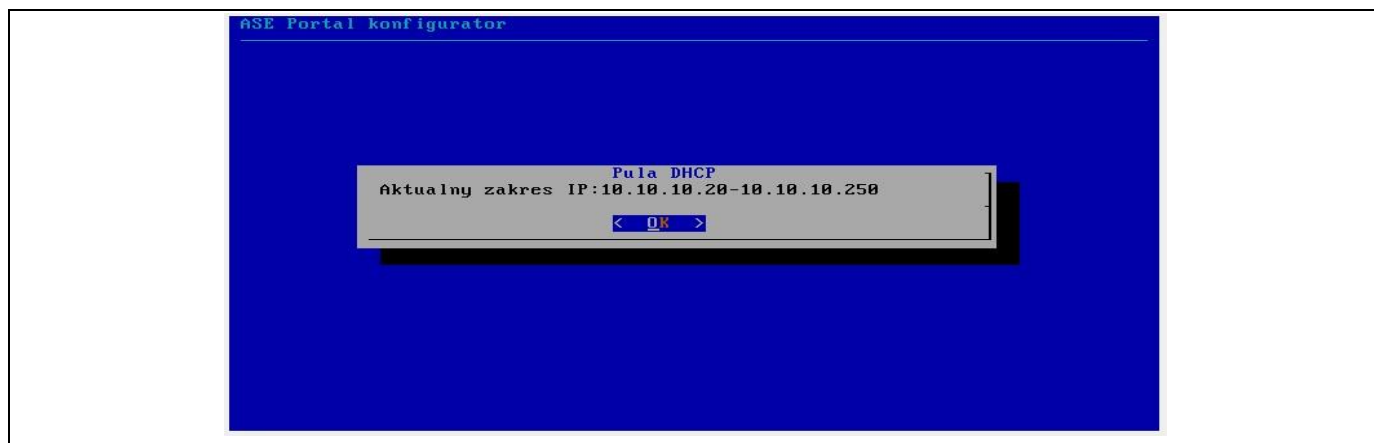 ASE Portal konfigurator
Pula DHCP
Aktualny zakres IP:10.10.10.20-10.10.10.250
< OK >